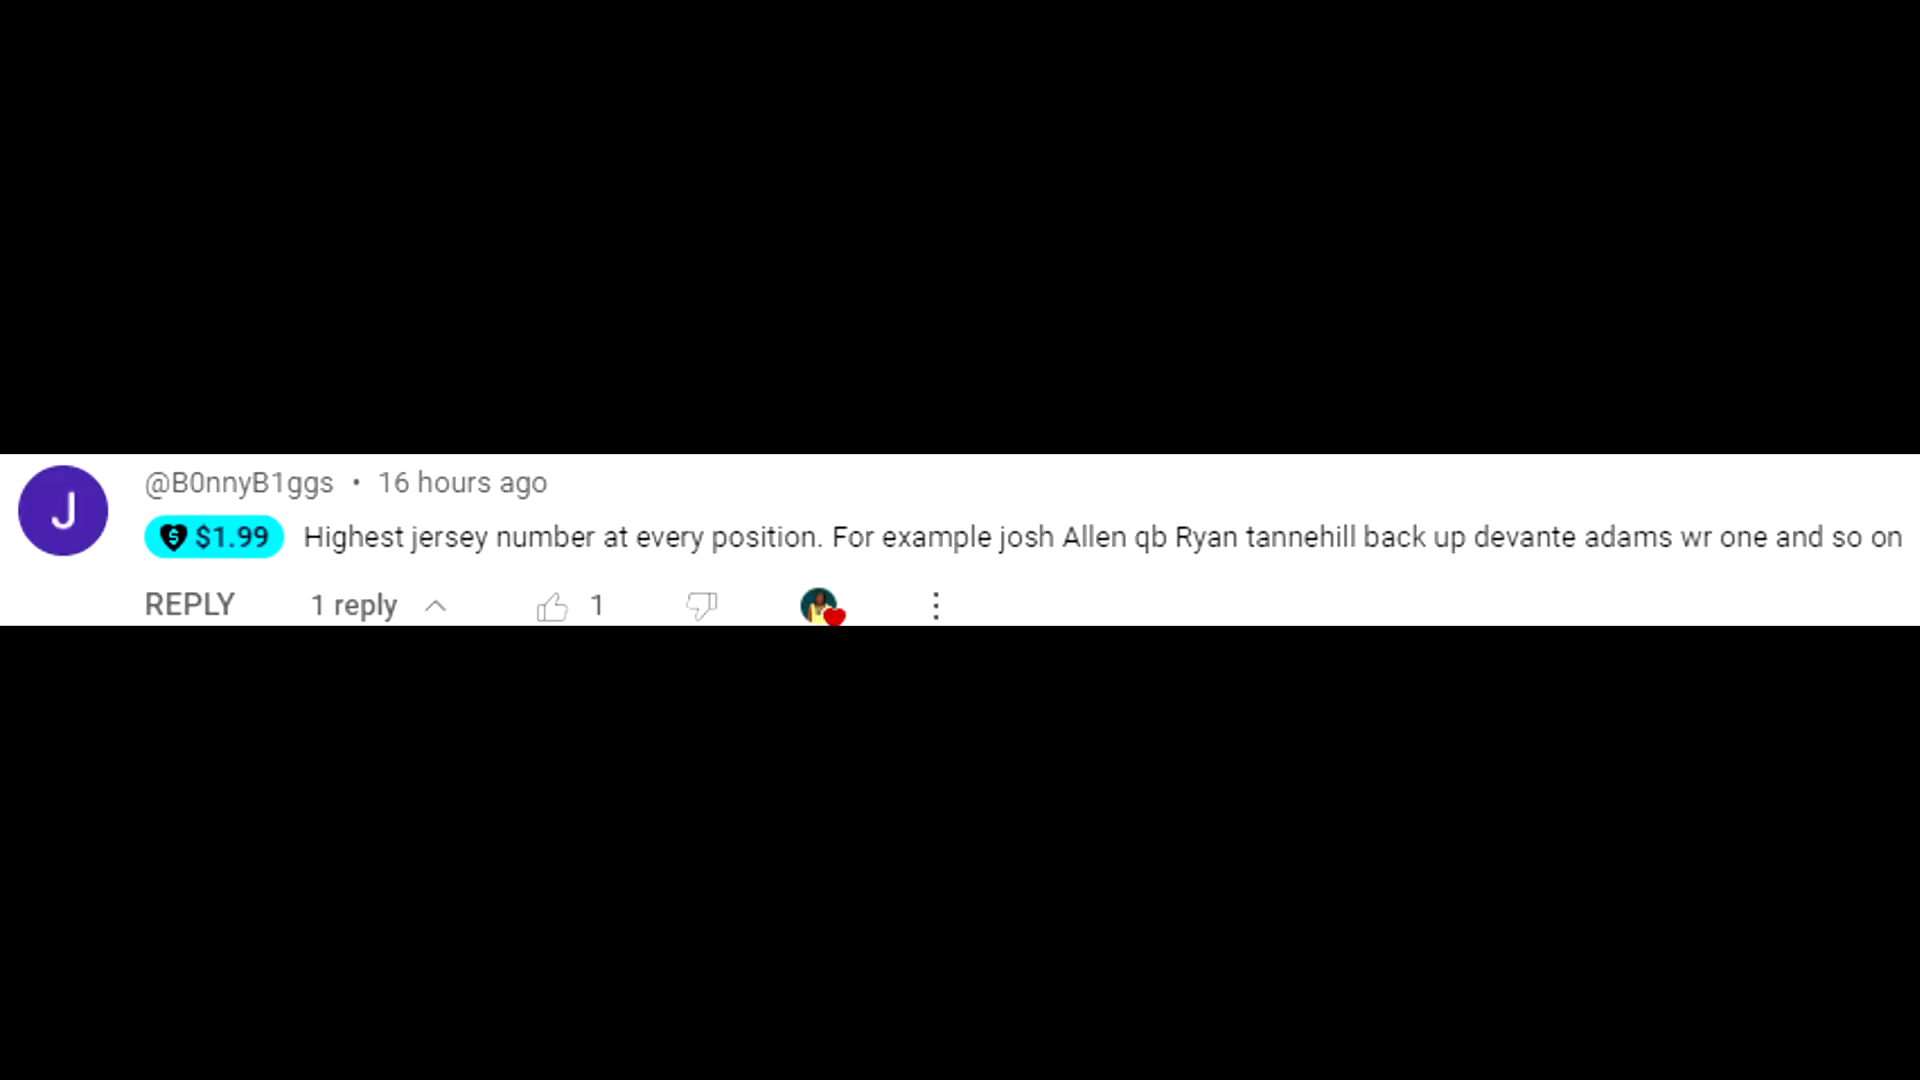 J
@B0nnyB1ggs • 16 hours ago
$1.99 Highest jersey number at every position. For example josh Allen qb Ryan tannehill back up devante adams wr one and so on
REPLY 1 reply 1